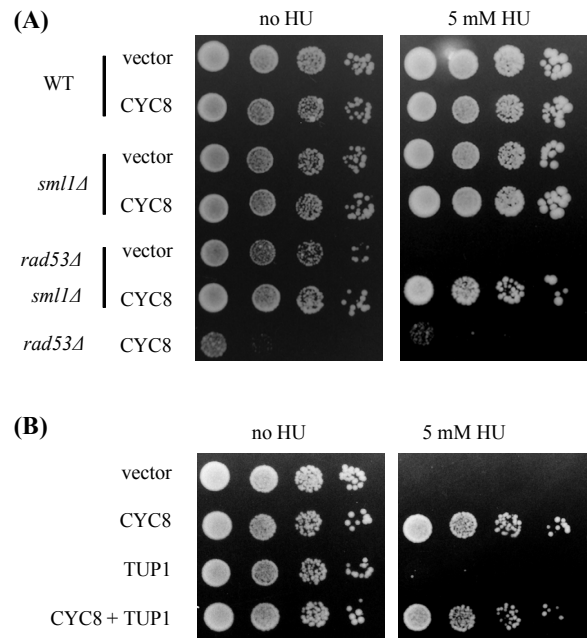 (A)
no HU 5 mM HU
vector
WT
CYC8
vector
sml1Δ
CYC8
rad53Δ vector
sml1Δ CYC8
rad53Δ CYC8
(B)
no HU 5 mM HU
vector
CYC8
TUP1
CYC8 + TUP1